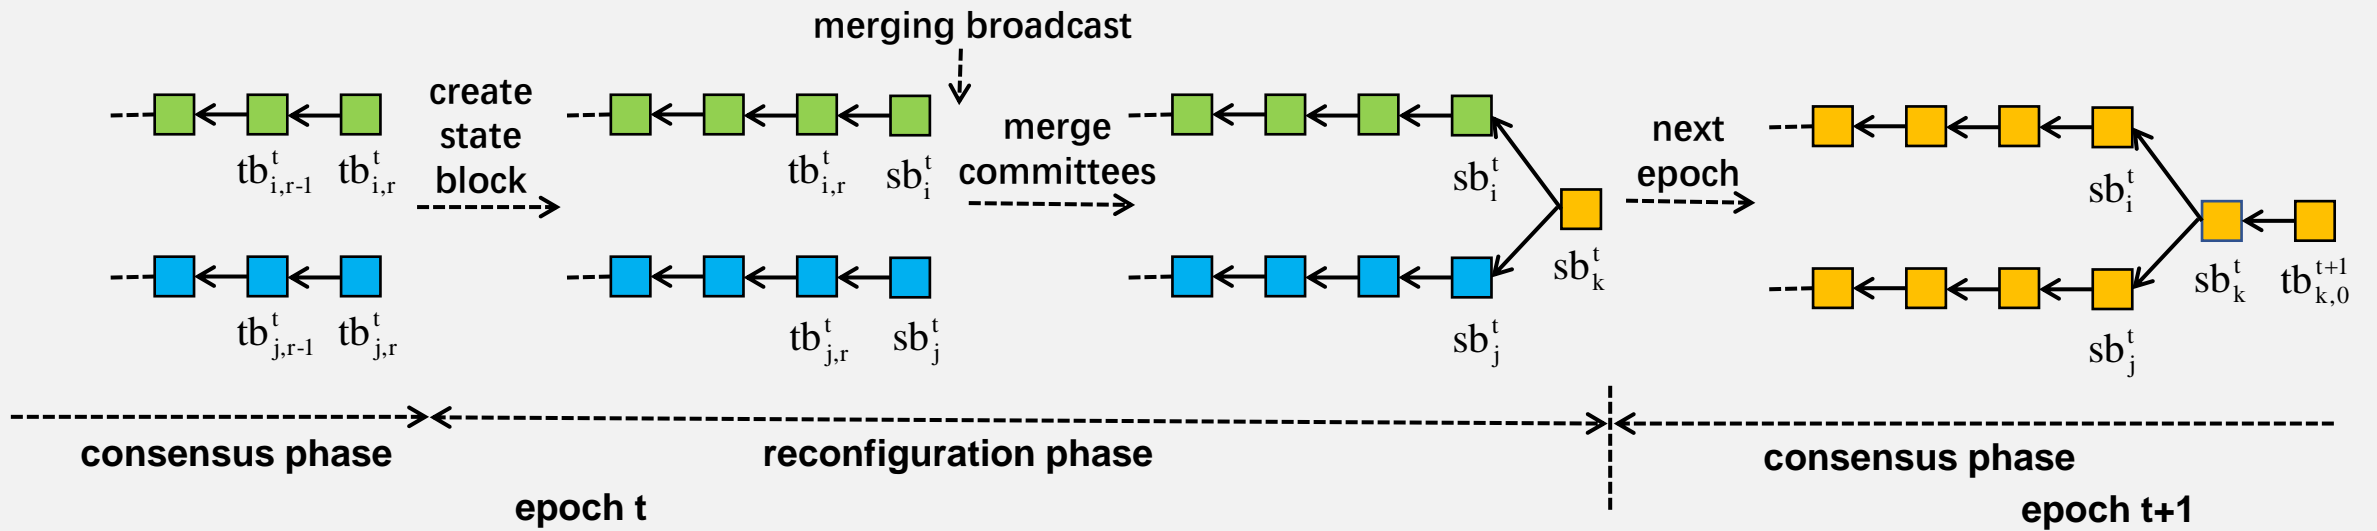 merging broadcast
create
state
block
merge
committees
next
epoch
tb^t_{i,r-1} tb^t_{i,r}
tb^t_{i,r} sb^t_i
sb^t_i
sb^t_i
sb^t_k
sb^t_k tb^{t+1}_{k,0}
tb^t_{j,r-1} tb^t_{j,r}
tb^t_{j,r} sb^t_j
sb^t_j
sb^t_j
consensus phase
reconfiguration phase
consensus phase
epoch t
epoch t+1